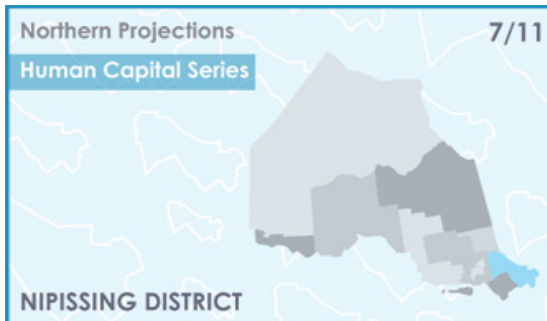 Northern Projections
7/11
Human Capital Series
NIPISSING DISTRICT